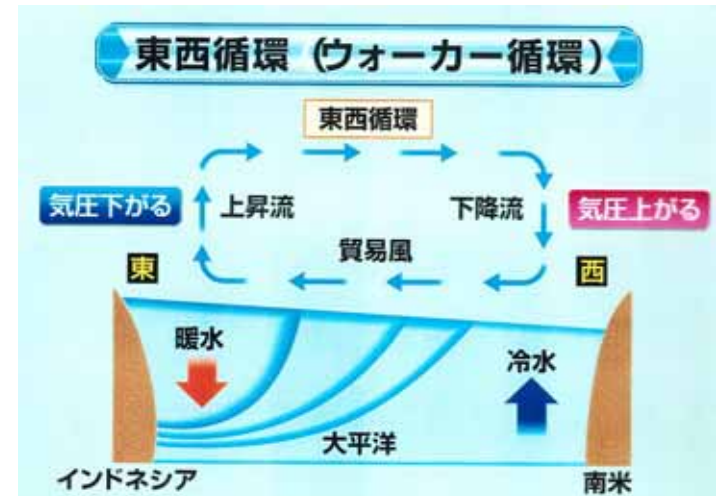 東西循環（ウォーカー循環）
東西循環
気圧下がる
上昇流
下降流
気圧上がる
貿易風
東
西
暖水
冷水
大平洋
インドネシア
南米